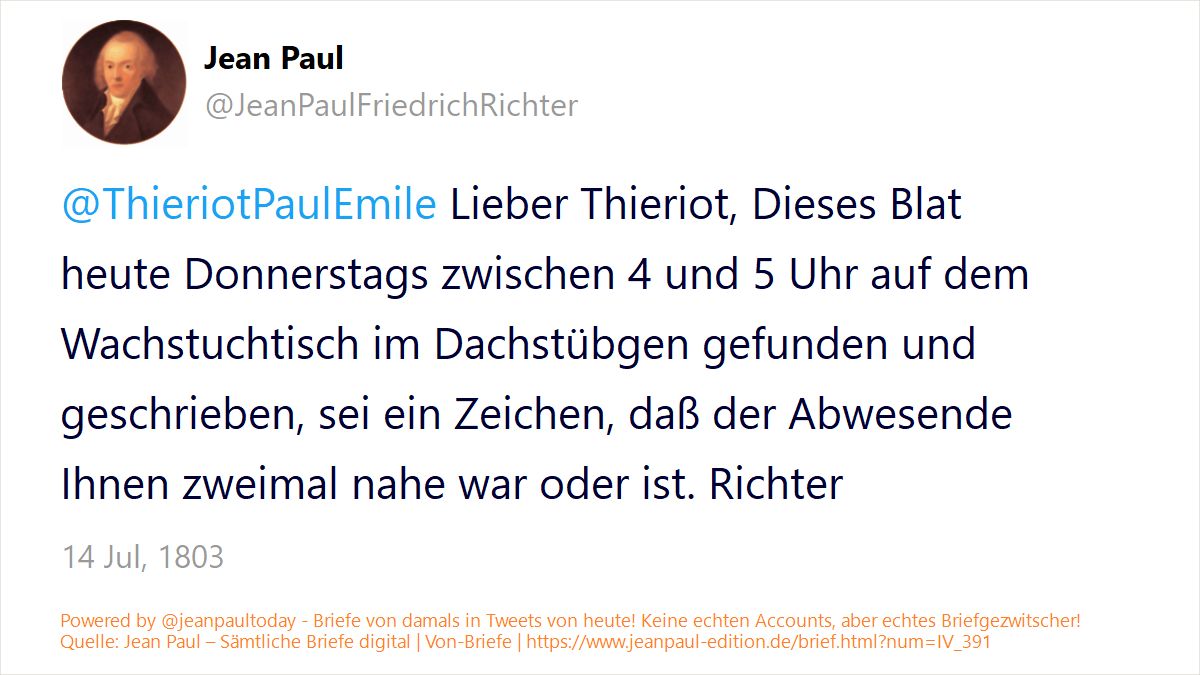 Jean Paul
@JeanPaulFriedrichRichter
@ThieriotPaulEmile Lieber Thieriot, Dieses Blat
heute Donnerstags zwischen 4 und 5 Uhr auf dem
Wachstuchtisch im Dachstübgen gefunden und
geschrieben, sei ein Zeichen, daß der Abwesende
Ihnen zweimal nahe war oder ist. Richter
14 Jul, 1803
Powered by @jeanpaultoday - Briefe von damals in Tweets von heute! Keine echten Accounts, aber echtes Briefgezwitscher!
Quelle: Jean Paul – Sämtliche Briefe digital | Von-Briefe | https://www.jeanpaul-edition.de/brief.html?num=IV_391